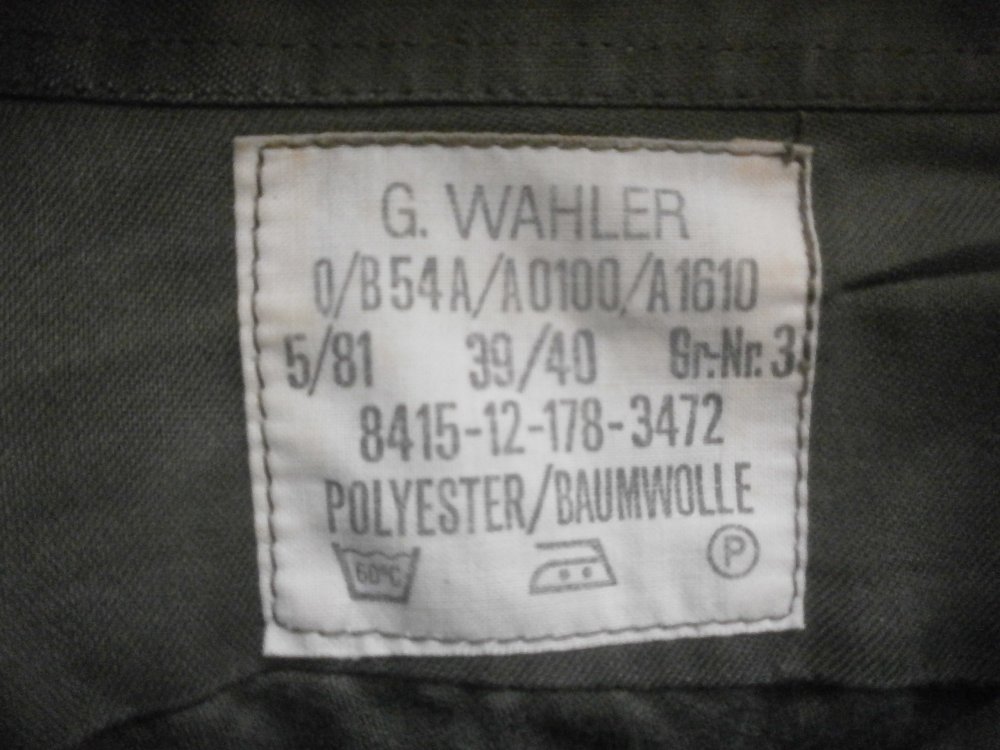 G. WAHLER
0/B54A/A0100/A1610
5/81 39/40 Gr.-Nr. 3
8415-12-178-3472
POLYESTER/BAUMWOLLE
60°C P